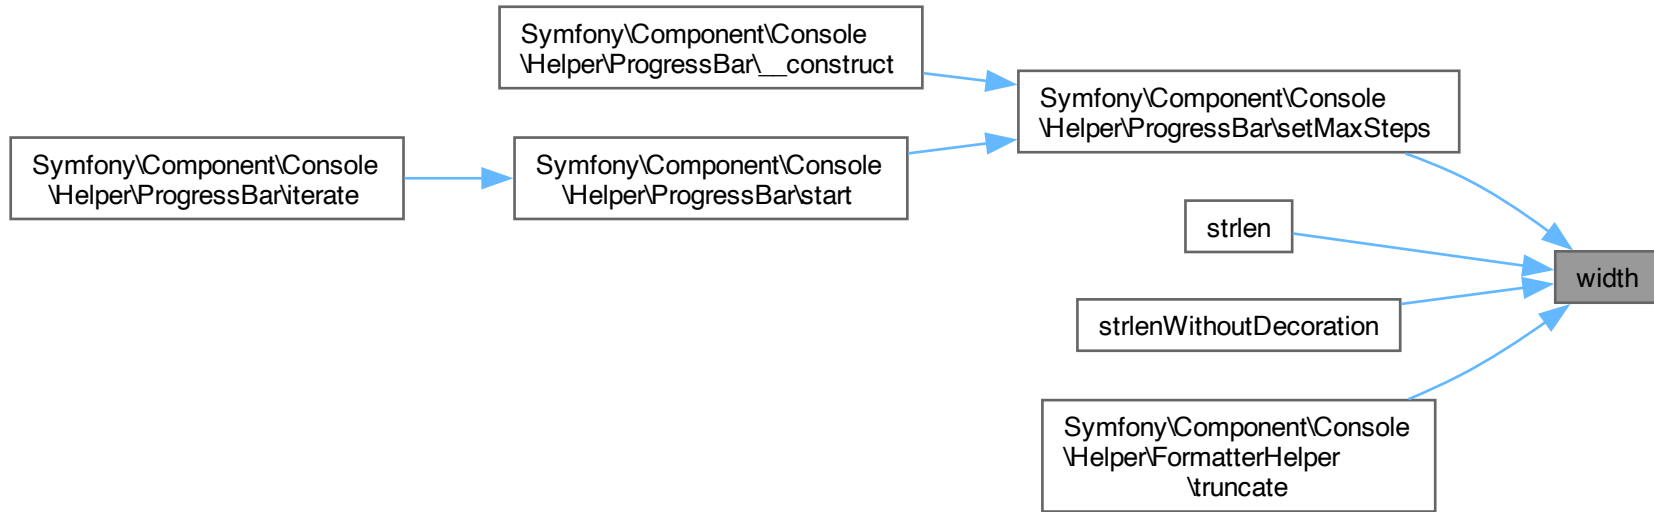 Symfony\Component\Console
\Helper\ProgressBar\__construct
Symfony\Component\Console
\Helper\ProgressBar\setMaxSteps
Symfony\Component\Console
\Helper\ProgressBar\iterate
Symfony\Component\Console
\Helper\ProgressBar\start
strlen
width
strlenWithoutDecoration
Symfony\Component\Console
\Helper\FormatterHelper
\truncate